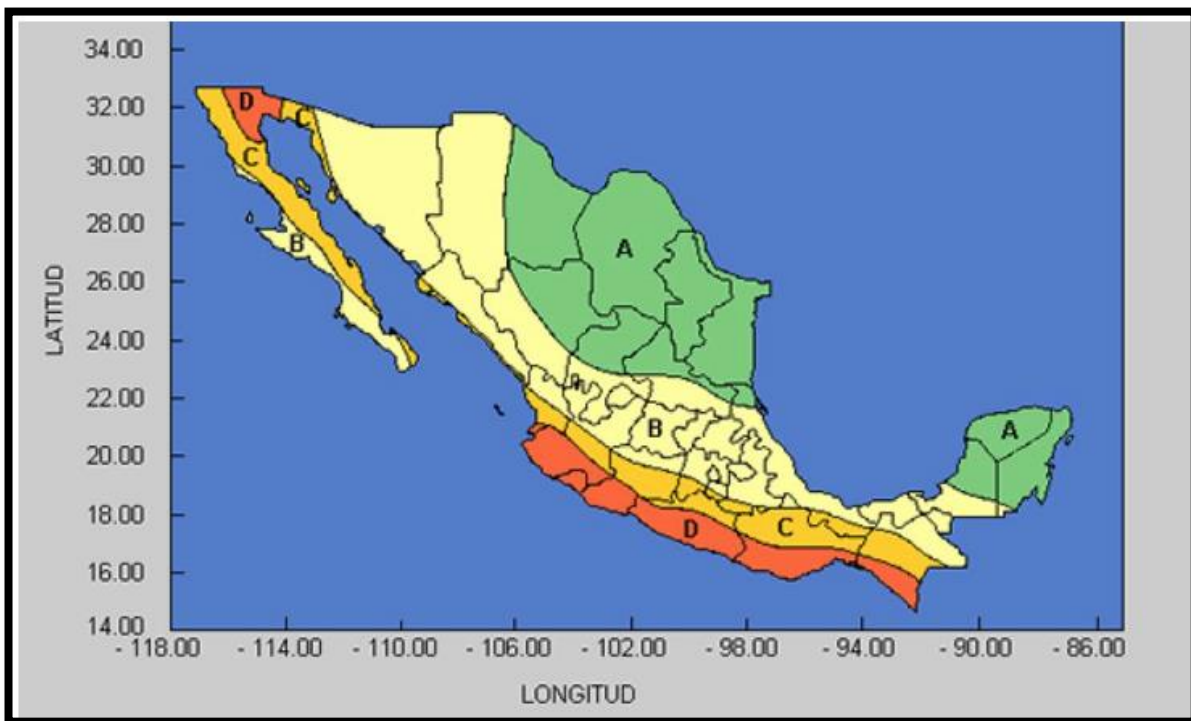 34.00
32.00
30.00
28.00
26.00
24.00
22.00
20.00
18.00
16.00
14.00
LATITUD
D
C
C
B
A
B
A
D
C
- 118.00 - 114.00 - 110.00 - 106.00 - 102.00 - 98.00 - 94.00 - 90.00 - 86.00
LONGITUD